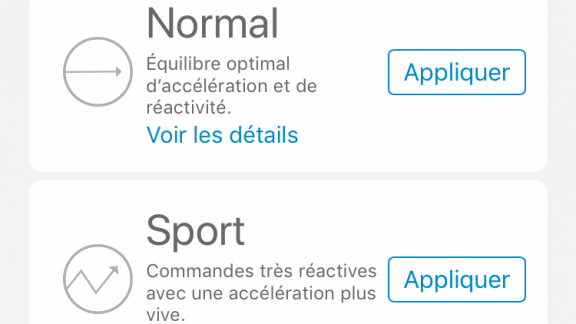 Normal
Équilibre optimal
d’accélération et de
réactivité.
Appliquer
Voir les détails
Sport
Commandes très réactives
avec une accélération plus
vive.
Appliquer